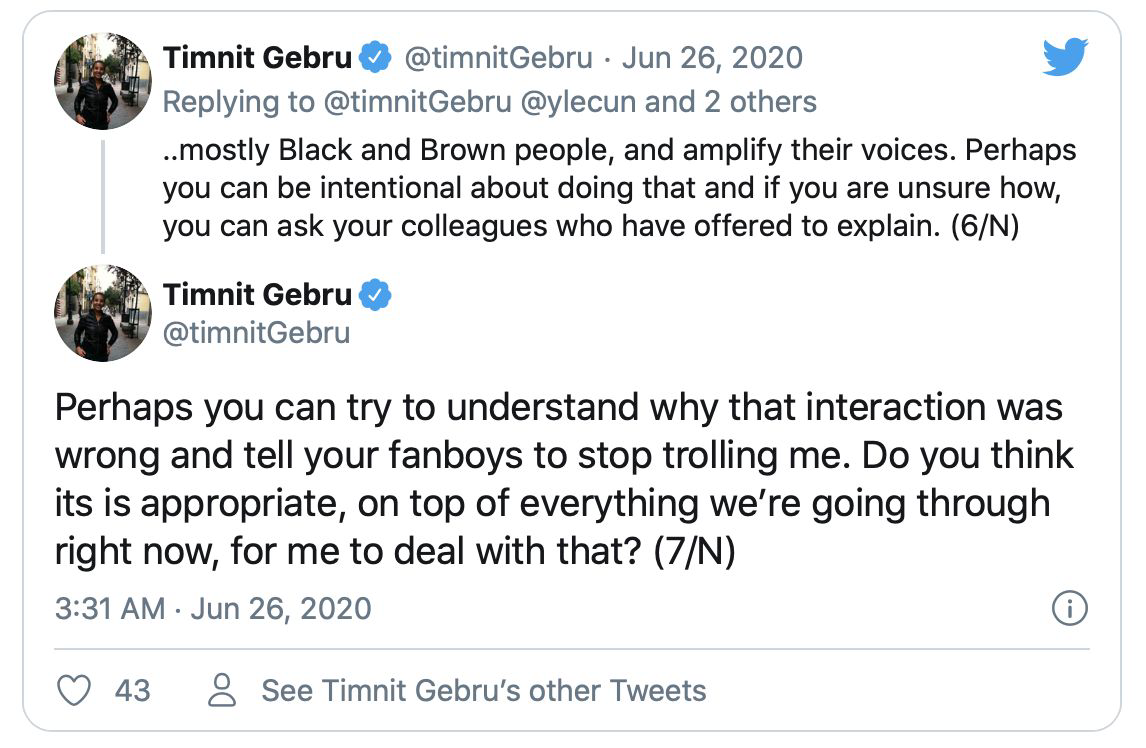 Timnit Gebru @timnitGebru · Jun 26, 2020
Replying to @timnitGebru @ylecun and 2 others
..mostly Black and Brown people, and amplify their voices. Perhaps
you can be intentional about doing that and if you are unsure how,
you can ask your colleagues who have offered to explain. (6/N)
Timnit Gebru
@timnitGebru
Perhaps you can try to understand why that interaction was
wrong and tell your fanboys to stop trolling me. Do you think
its is appropriate, on top of everything we’re going through
right now, for me to deal with that? (7/N)
3:31 AM · Jun 26, 2020
43 See Timnit Gebru’s other Tweets